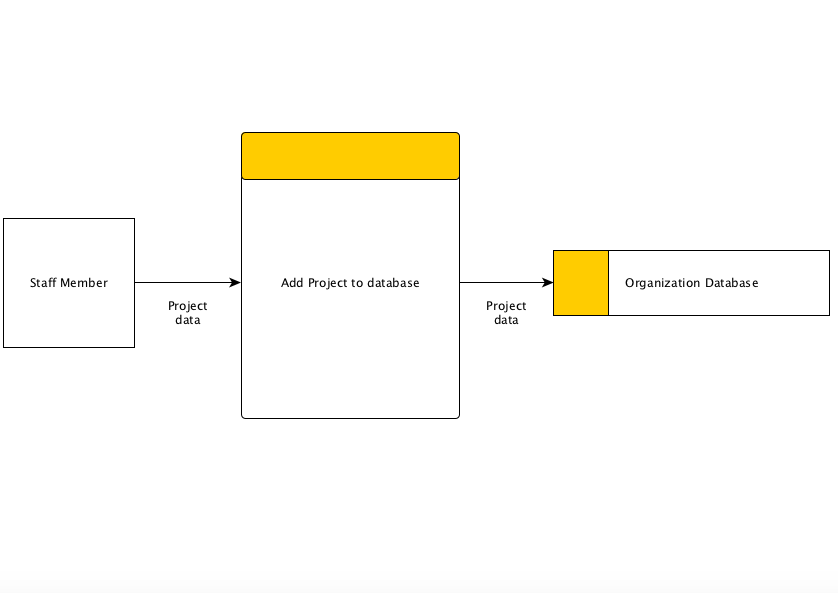 Staff Member
Project
data
Add Project to database
Project
data
Organization Database